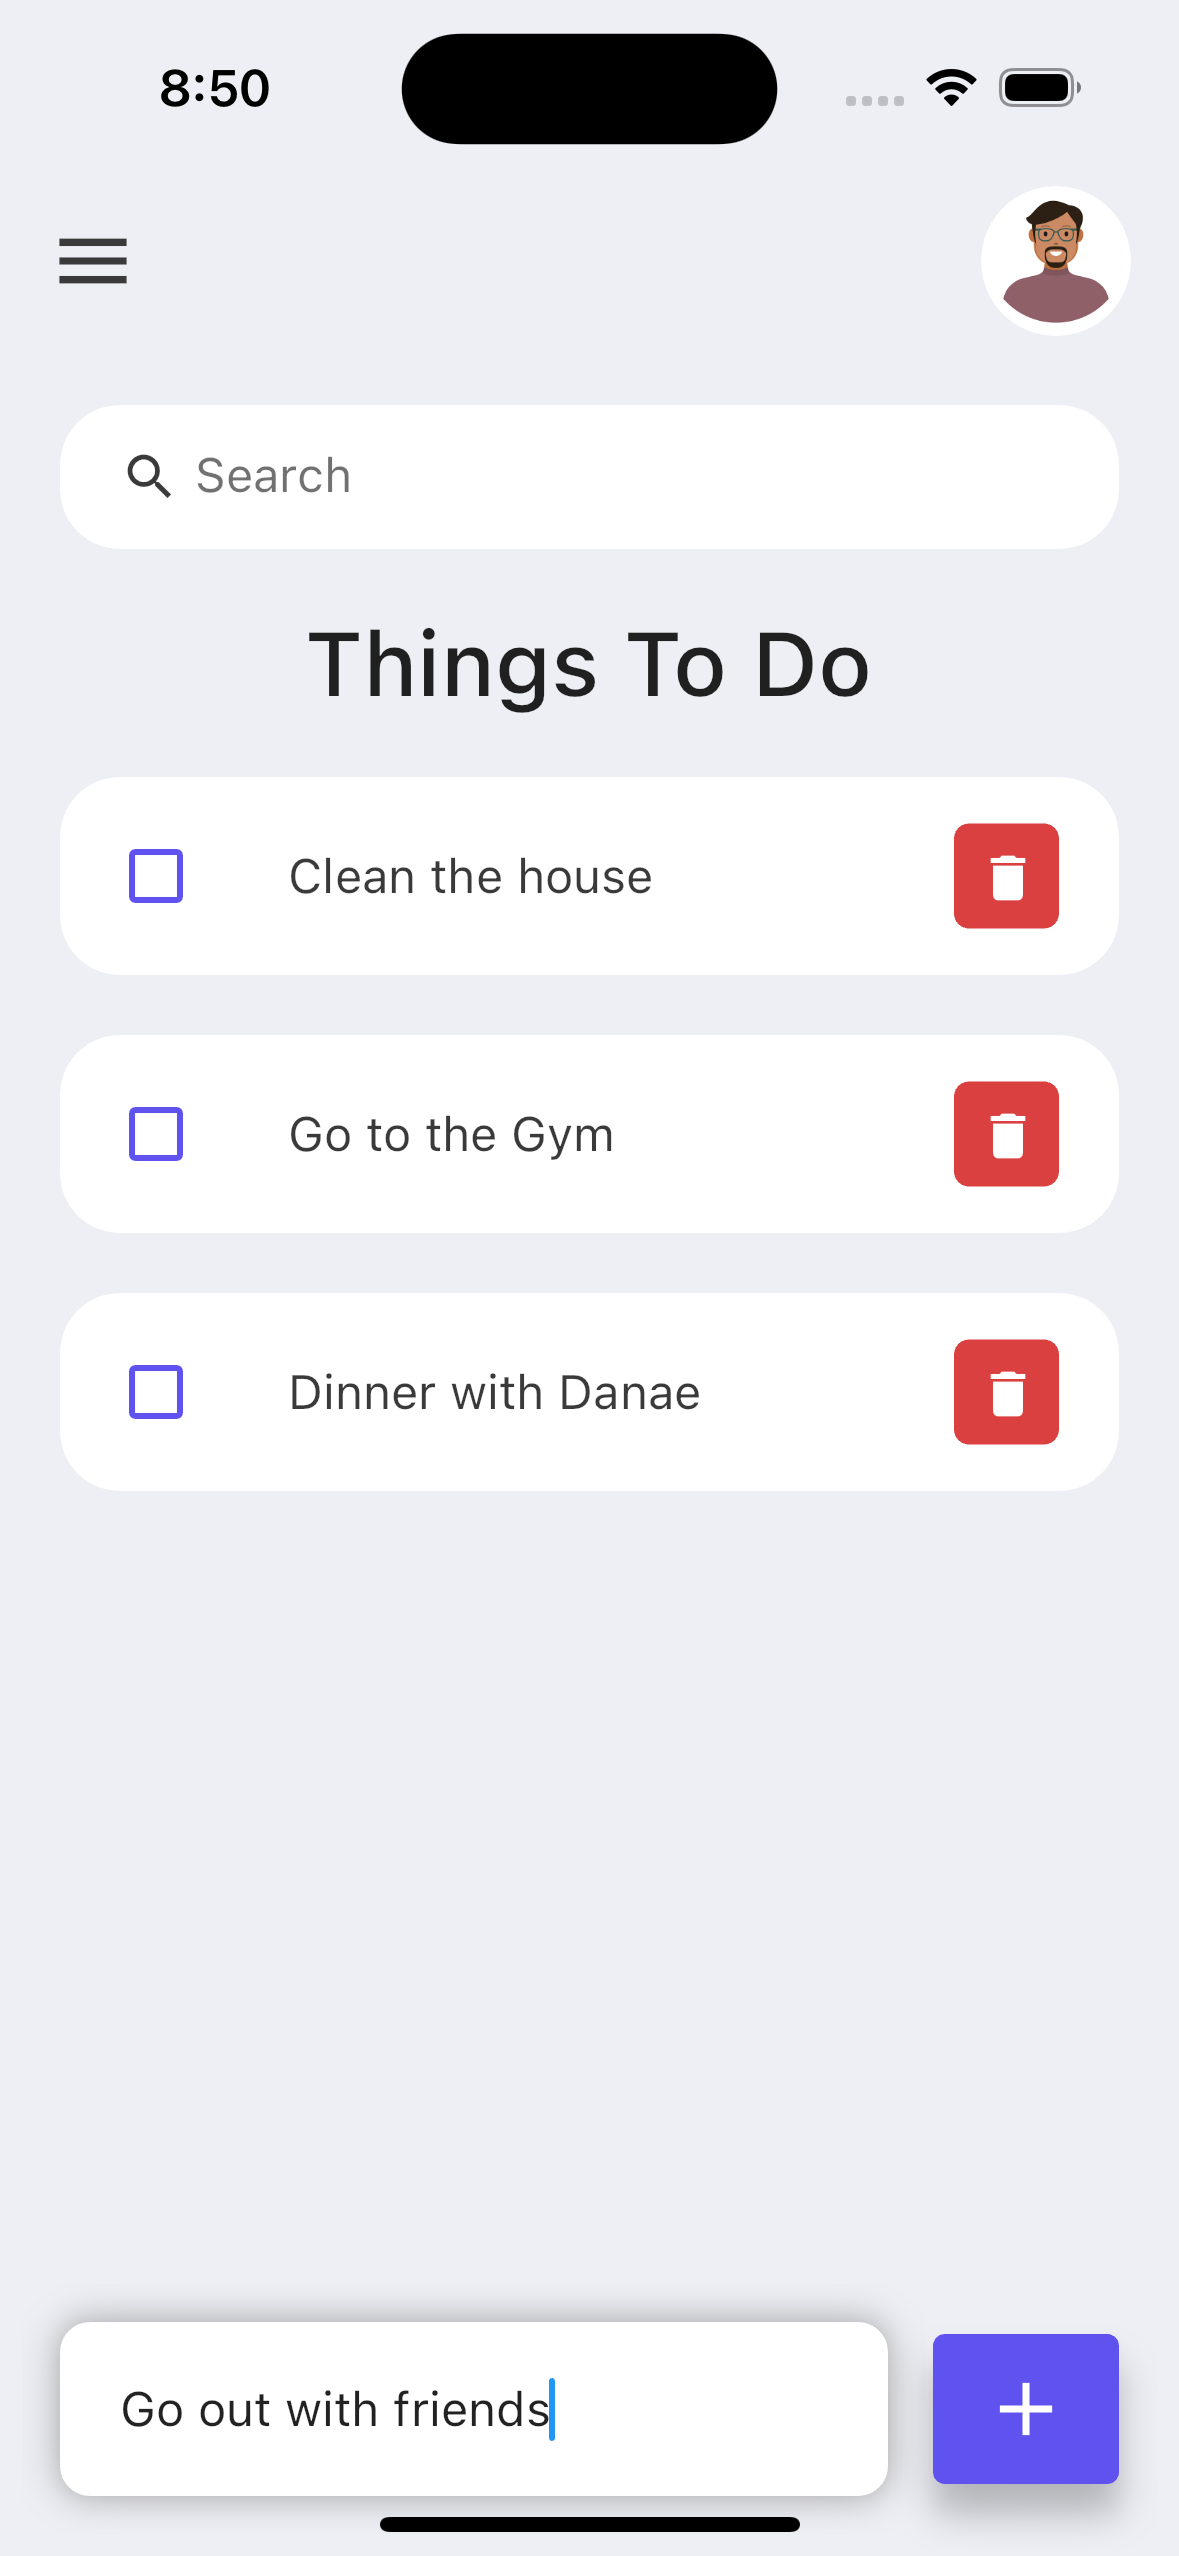 8:50
Search
Things To Do
Clean the house
Go to the Gym
Dinner with Danae
Go out with friends